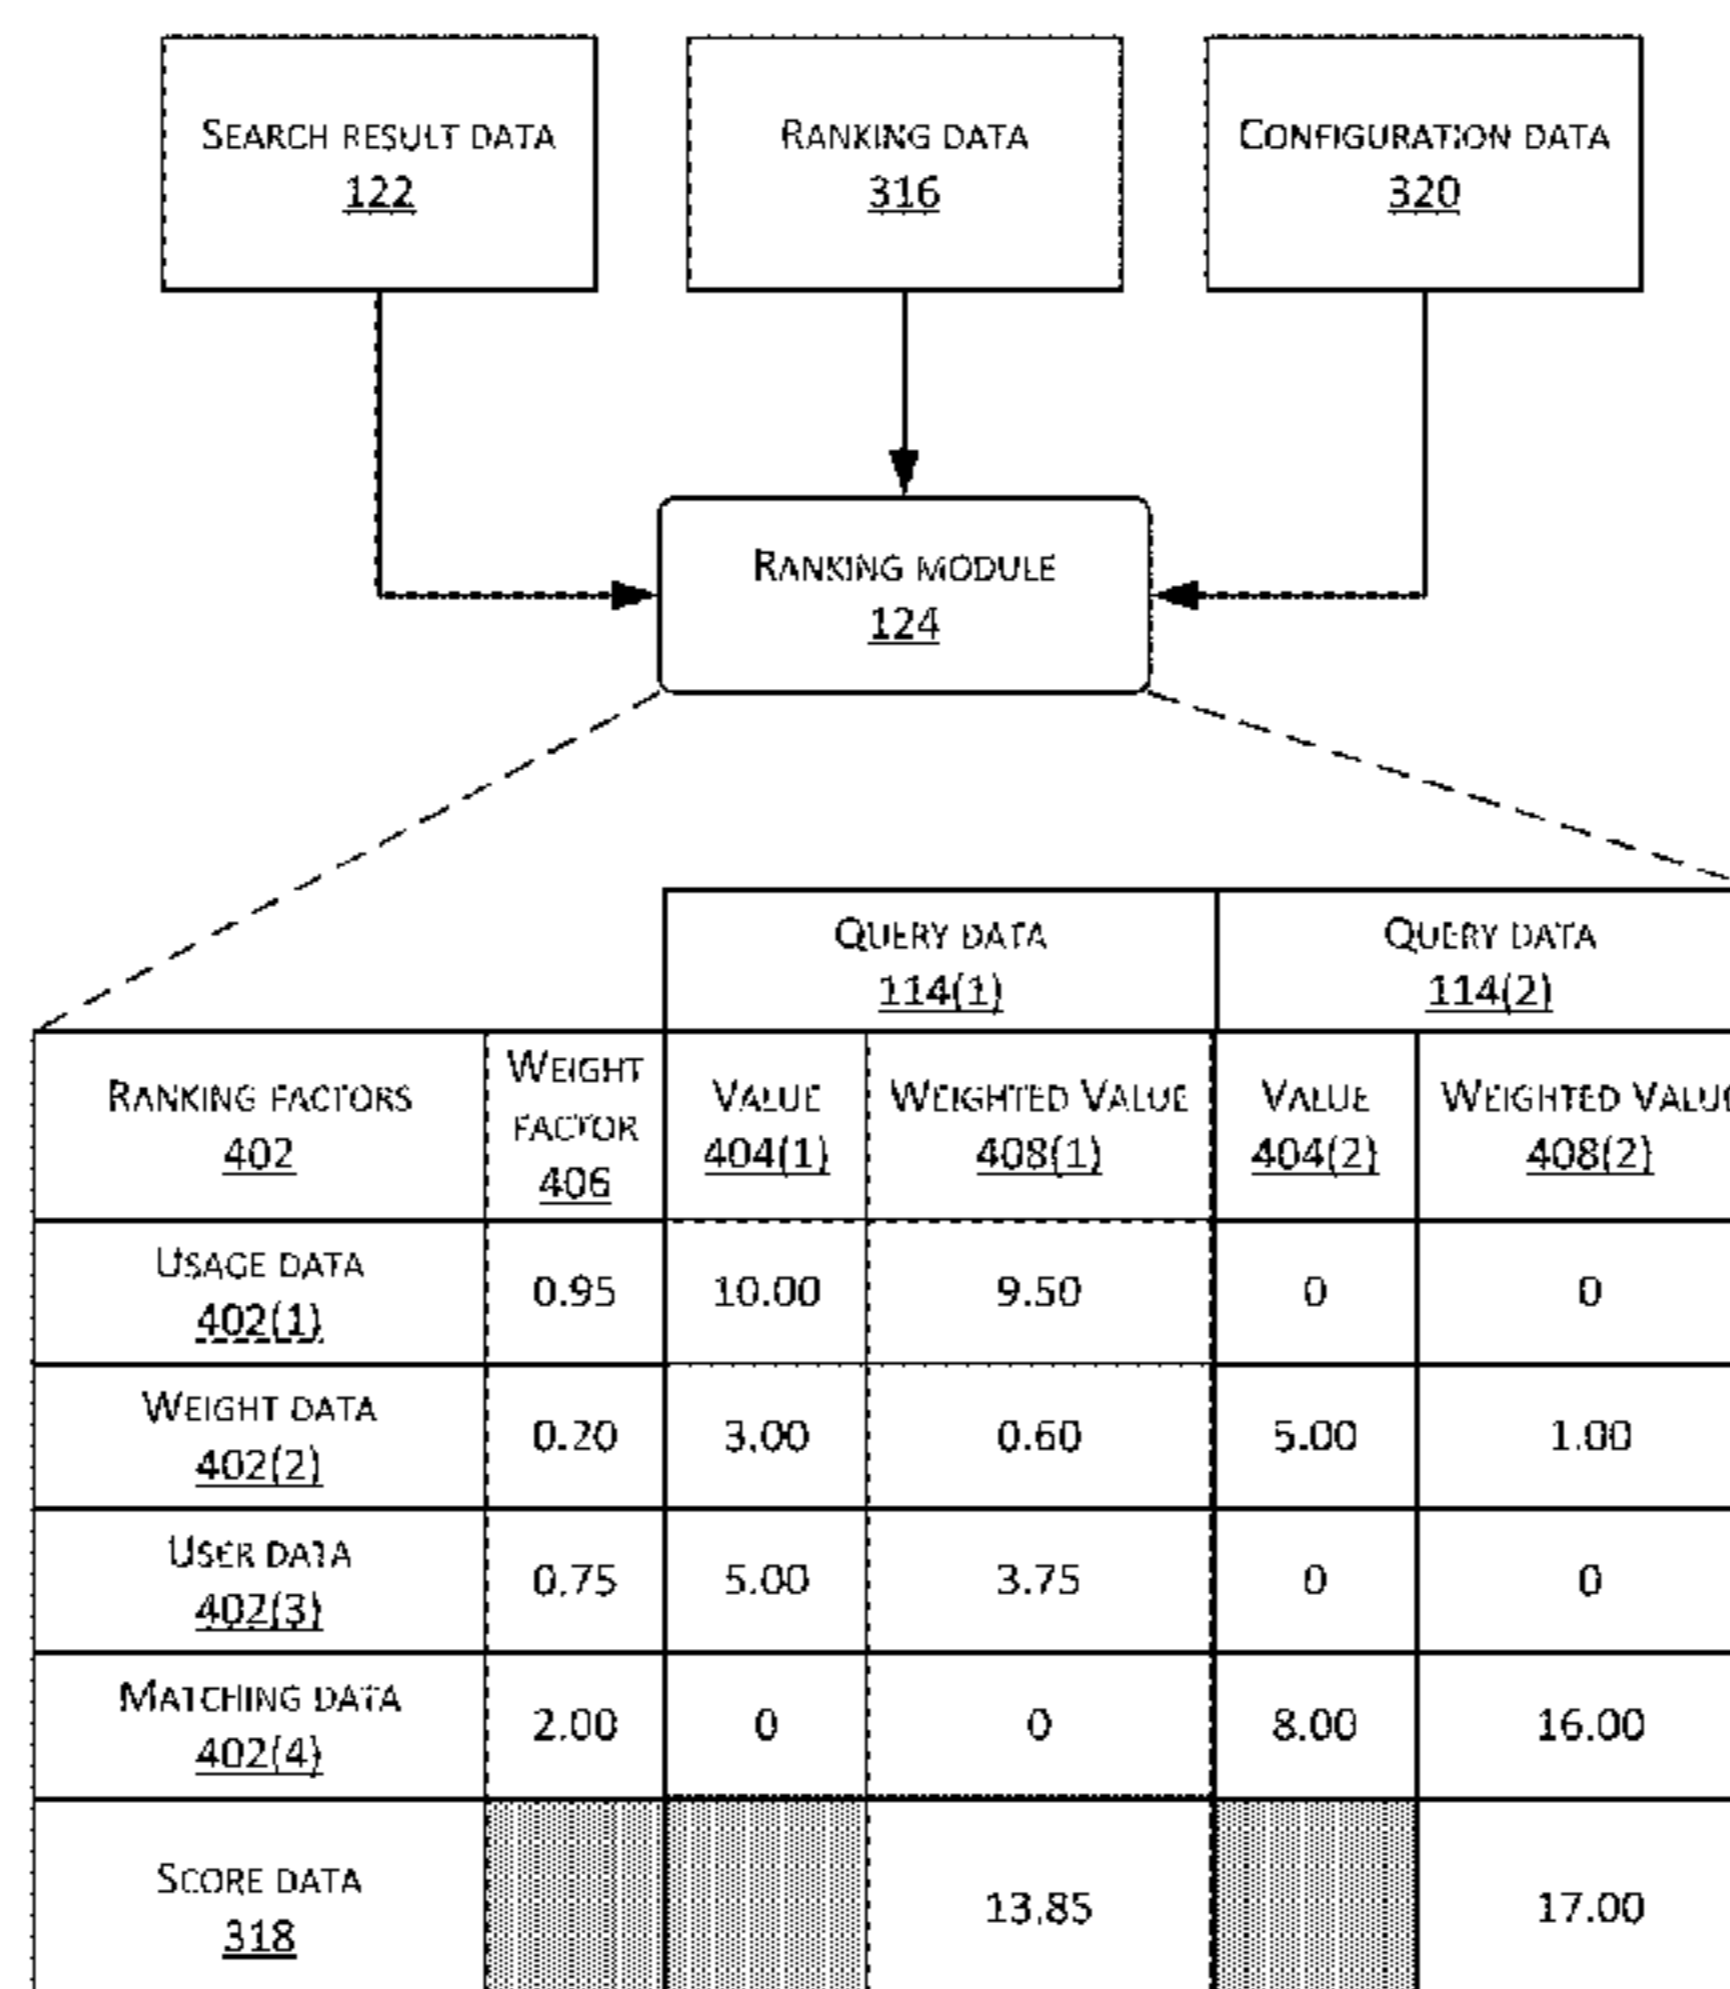 SEARCH RESULT DATA
122
RANKING DATA
316
CONFIGURATION DATA
320
RANKING MODULE
124
QUERY DATA
114(1)
QUERY DATA
114(2)
RANKING FACTORS
402
WEIGHT
FACTOR
406
VALUE
404(1)
WEIGHTED VALUE
408(1)
VALUE
404(2)
WEIGHTED VALUE
408(2)
USAGE DATA
402(1)
0.95
10.00
9.50
0
0
WEIGHT DATA
402(2)
0.20
3.00
0.60
5.00
1.00
USER DATA
402(3)
0.75
5.00
3.75
0
0
MATCHING DATA
402(4)
2.00
0
0
8.00
16.00
SCORE DATA
318
13.85
17.00